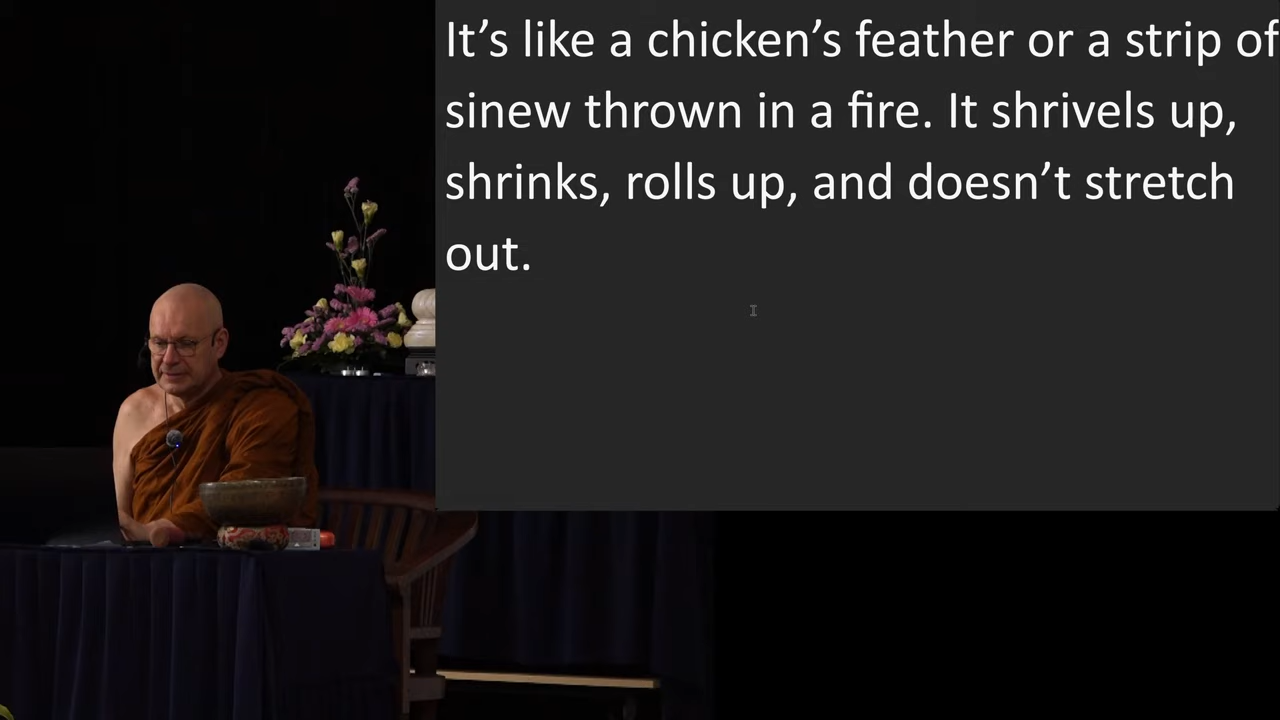 It’s like a chicken’s feather or a strip of
sinew thrown in a fire. It shrivels up,
shrinks, rolls up, and doesn’t stretch
out.